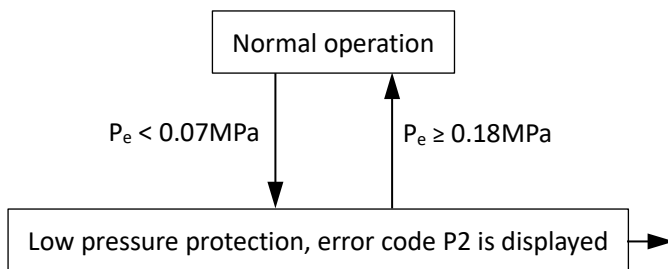 Normal operation
Pₑ < 0.07MPa
Pₑ ≥ 0.18MPa
Low pressure protection, error code P2 is displayed